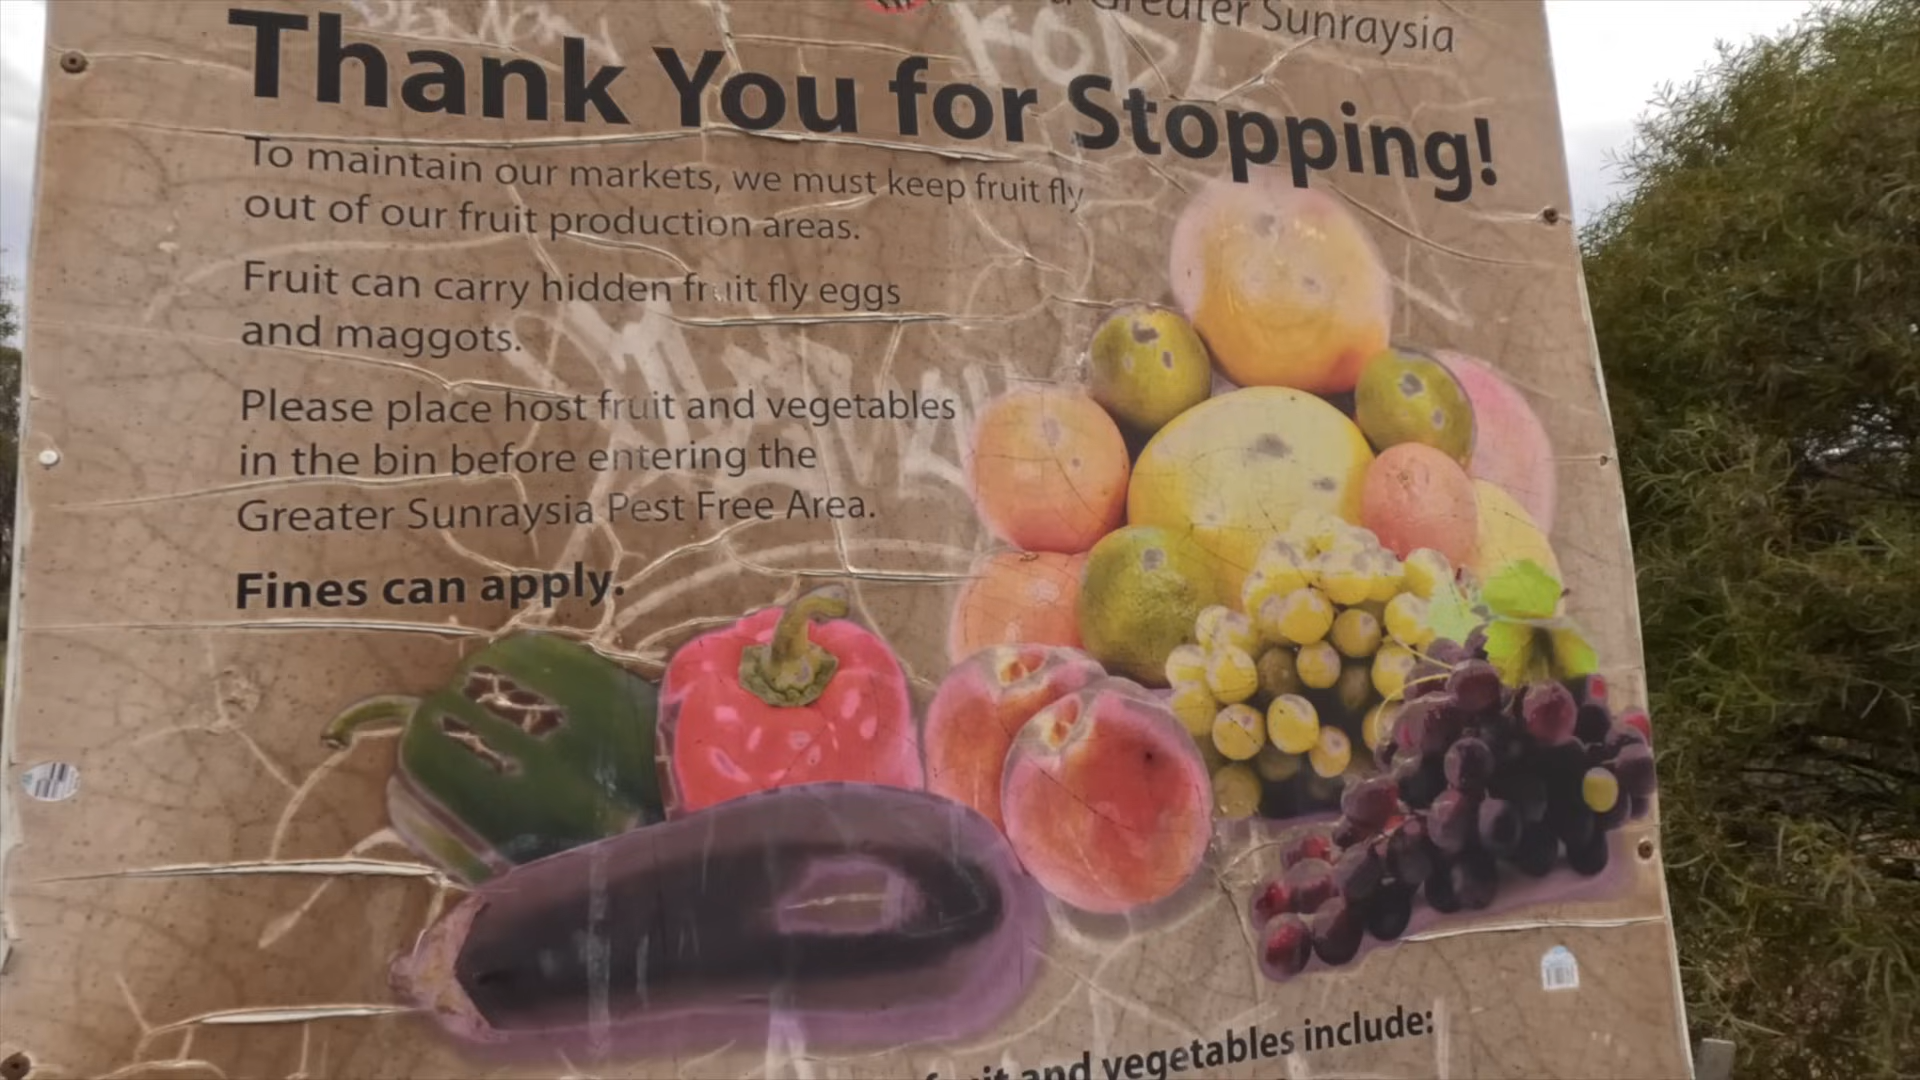 Greater Sunraysia
Thank You for Stopping!
To maintain our markets, we must keep fruit fly
out of our fruit production areas.
Fruit can carry hidden fruit fly eggs
and maggots.
Please place host fruit and vegetables
in the bin before entering the
Greater Sunraysia Pest Free Area.
Fines can apply.
fruit and vegetables include: